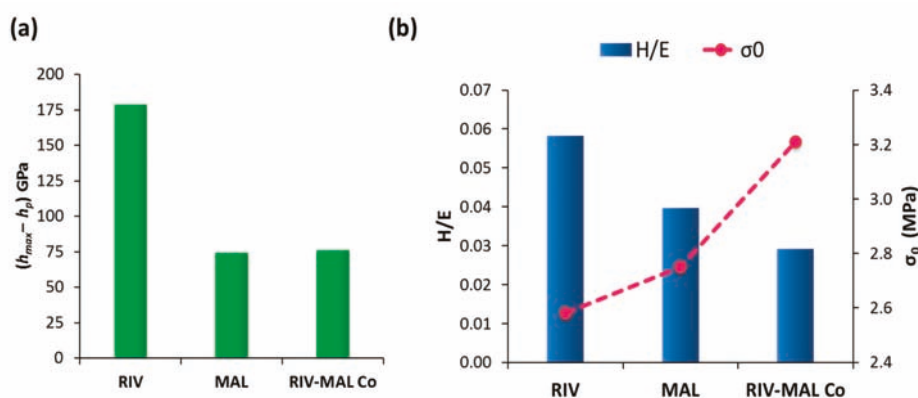 (a)
(h_max – h_p) GPa
200
175
150
125
100
75
50
25
0
RIV MAL RIV-MAL Co
(b)
H/E σ0
H/E
0.07
0.06
0.05
0.04
0.03
0.02
0.01
0.00
3.4
3.2
3.0
2.8
2.6
2.4
σ₀ (MPa)
RIV MAL RIV-MAL Co